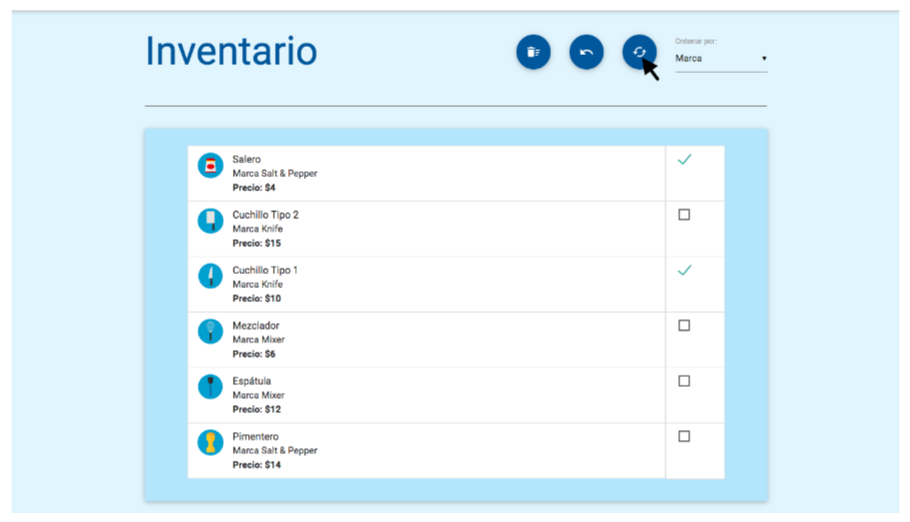 Inventario
Ordenar por:
Marca
Salero
Marca Salt & Pepper
Precio: $4
Cuchillo Tipo 2
Marca Knife
Precio: $15
Cuchillo Tipo 1
Marca Knife
Precio: $10
Mezclador
Marca Mixer
Precio: $6
Espátula
Marca Mixer
Precio: $12
Pimentero
Marca Salt & Pepper
Precio: $14